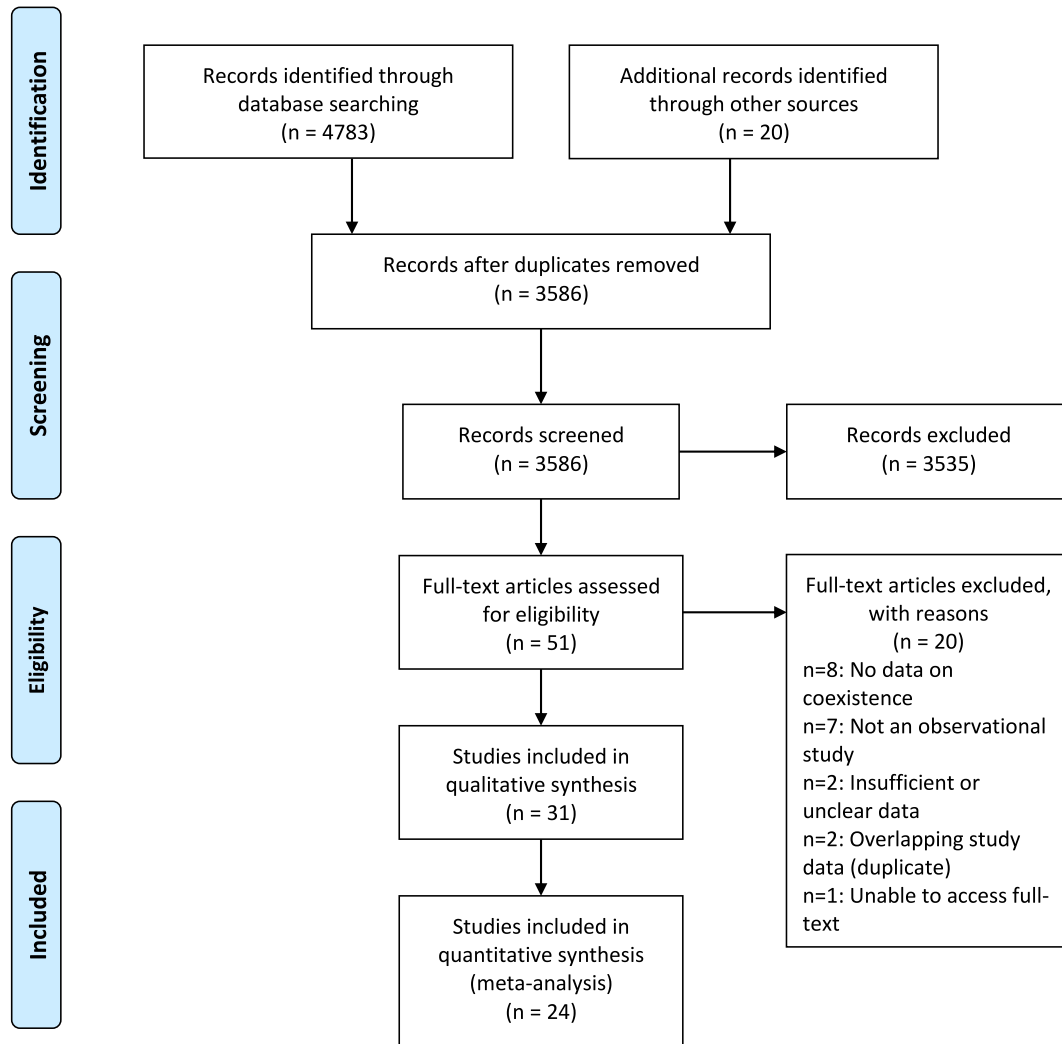 Identification
Records identified through
database searching
(n = 4783)
Additional records identified
through other sources
(n = 20)
Records after duplicates removed
(n = 3586)
Screening
Records screened
(n = 3586)
Records excluded
(n = 3535)
Eligibility
Full-text articles assessed
for eligibility
(n = 51)
Full-text articles excluded,
with reasons
(n = 20)
n=8: No data on
coexistence
n=7: Not an observational
study
n=2: Insufficient or
unclear data
n=2: Overlapping study
data (duplicate)
n=1: Unable to access full-
text
Studies included in
qualitative synthesis
(n = 31)
Included
Studies included in
quantitative synthesis
(meta-analysis)
(n = 24)